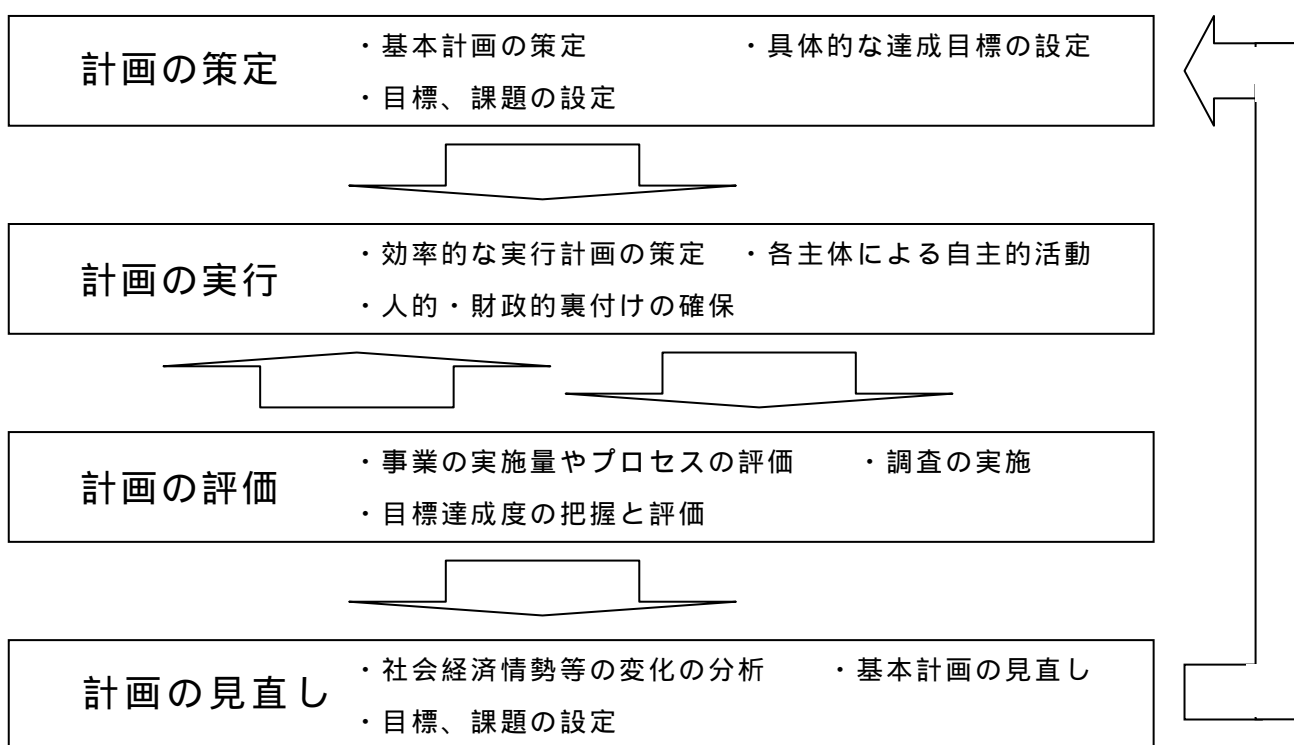 計画の策定
・基本計画の策定 ・具体的な達成目標の設定
・目標、課題の設定
計画の実行
・効率的な実行計画の策定 ・各主体による自主的活動
・人的・財政的裏付けの確保
計画の評価
・事業の実施量やプロセスの評価 ・調査の実施
・目標達成度の把握と評価
計画の見直し
・社会経済情勢等の変化の分析 ・基本計画の見直し
・目標、課題の設定